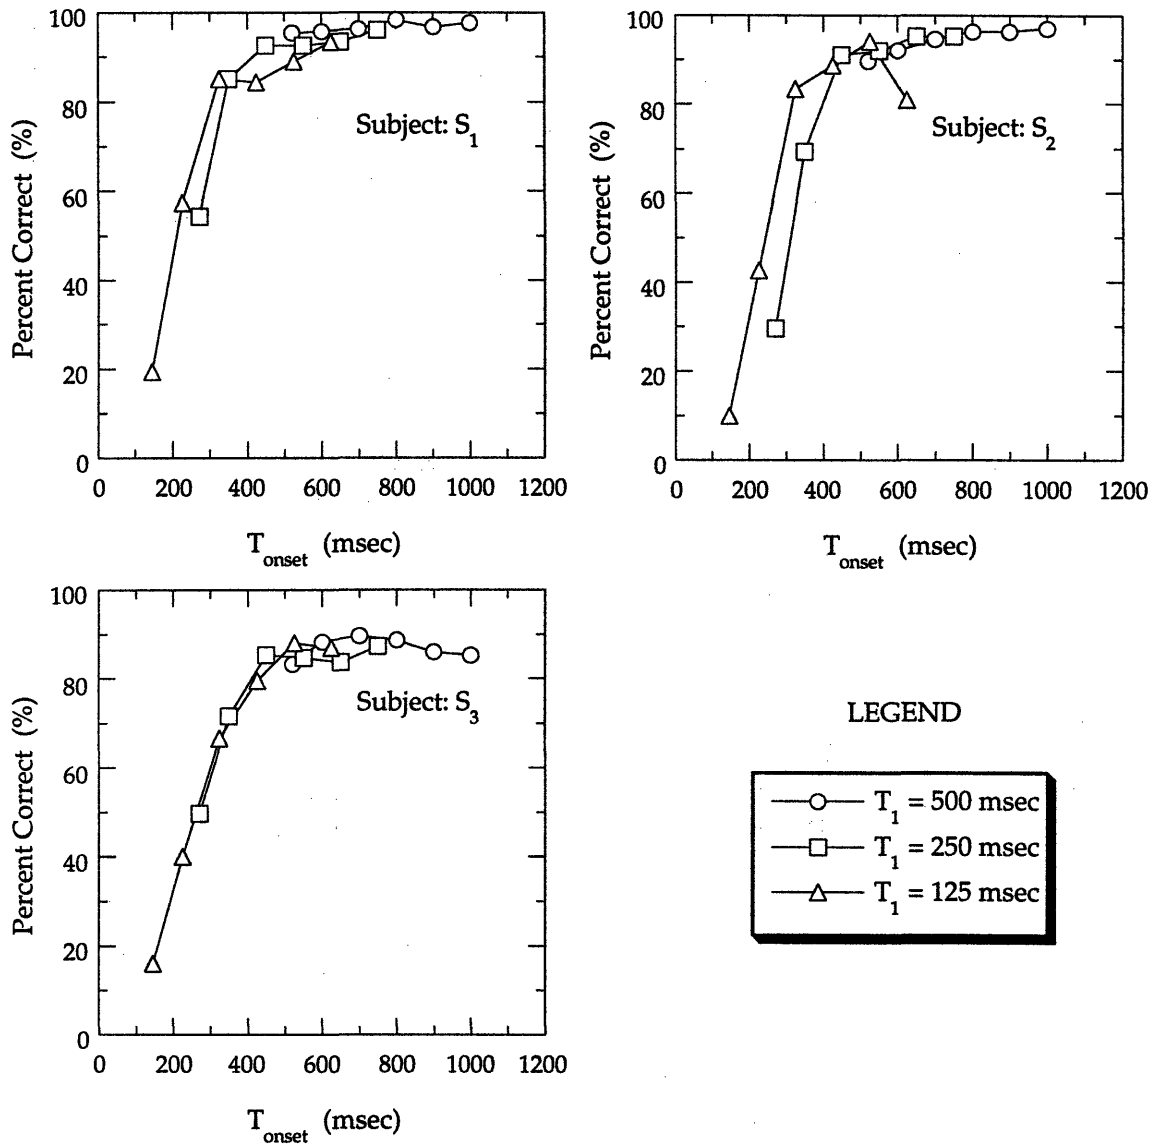 100
80
60
40
20
0
Percent Correct (%)
Subject: S1
0 200 400 600 800 1000 1200
Tonset (msec)
100
80
60
40
20
0
Percent Correct (%)
Subject: S2
0 200 400 600 800 1000 1200
Tonset (msec)
100
80
60
40
20
0
Percent Correct (%)
Subject: S3
0 200 400 600 800 1000 1200
Tonset (msec)
LEGEND
T1 = 500 msec
T1 = 250 msec
T1 = 125 msec